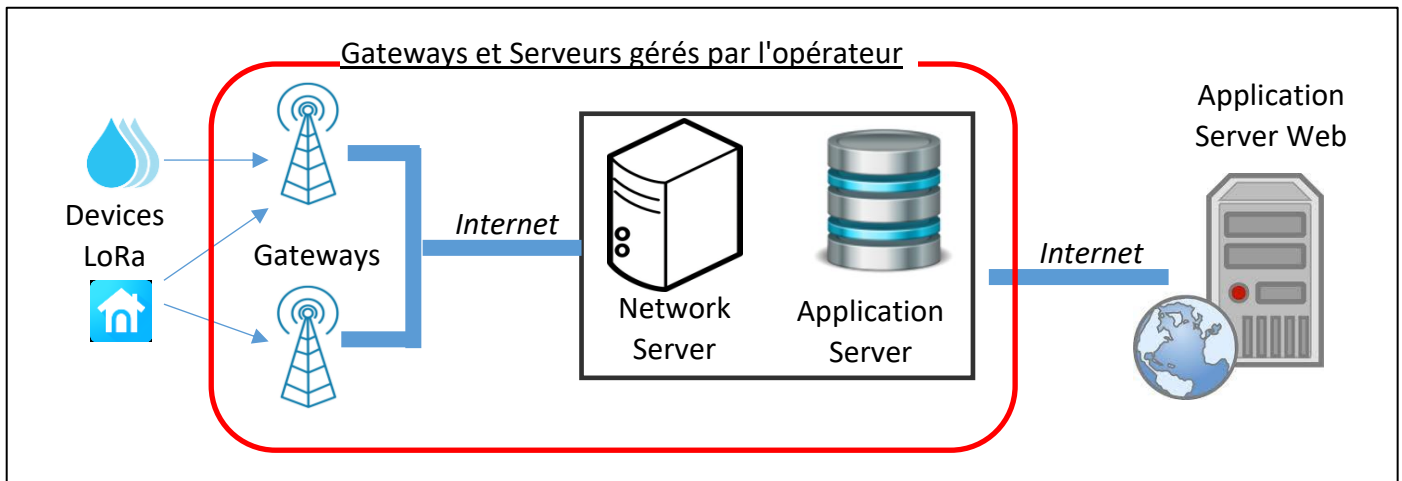 Gateways et Serveurs gérés par l'opérateur
Application
Server Web
Devices
LoRa
Gateways
Internet
Network
Server
Application
Server
Internet